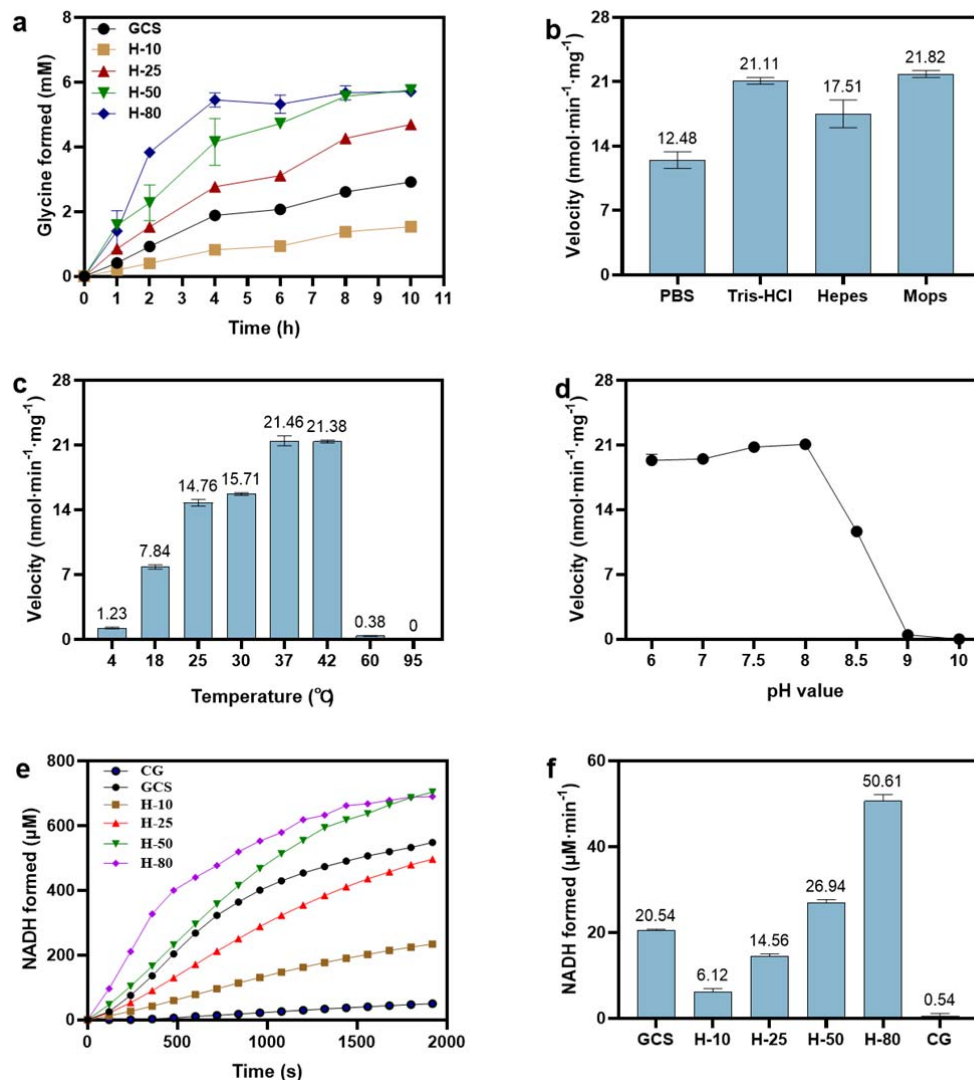 a
GCS
H-10
H-25
H-50
H-80
Glycine formed (mM)
8
6
4
2
0
0 1 2 3 4 5 6 7 8 9 10 11
Time (h)
b
Velocity (nmol·min⁻¹·mg⁻¹)
28
21
14
7
0
12.48
21.11
17.51
21.82
PBS Tris-HCl Hepes Mops
c
Velocity (nmol·min⁻¹·mg⁻¹)
28
21
14
7
0
1.23
7.84
14.76
15.71
21.46
21.38
0.38
0
4 18 25 30 37 42 60 95
Temperature (℃)
d
Velocity (nmol·min⁻¹·mg⁻¹)
28
21
14
7
0
6 7 7.5 8 8.5 9 10
pH value
e
CG
GCS
H-10
H-25
H-50
H-80
NADH formed (μM)
800
600
400
200
0
0 500 1000 1500 2000
Time (s)
f
NADH formed (μM·min⁻¹)
60
40
20
0
20.54
6.12
14.56
26.94
50.61
0.54
GCS H-10 H-25 H-50 H-80 CG